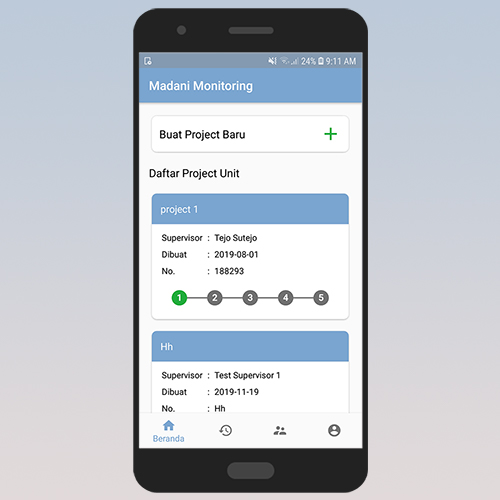 24% 9:11 AM
Madani Monitoring
Buat Project Baru
Daftar Project Unit
project 1
Supervisor : Tejo Sutejo
Dibuat : 2019-08-01
No. : 188293
1 2 3 4 5
Hh
Supervisor : Test Supervisor 1
Dibuat : 2019-11-19
No. : Hh
Beranda